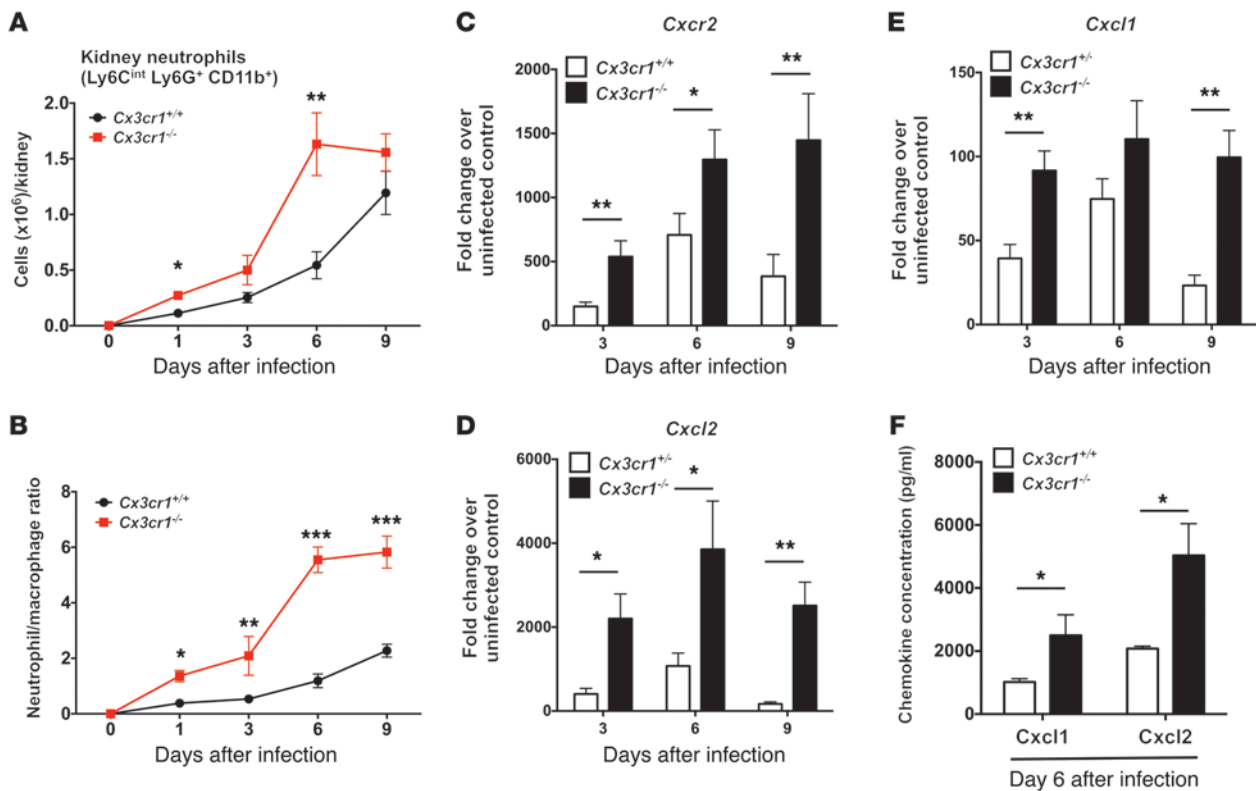 A
Kidney neutrophils
(Ly6C^int Ly6G⁺ CD11b⁺)
Cx3cr1⁺/⁺
Cx3cr1⁻/⁻
**
*
Cells (x10⁶)/kidney
2.0
1.5
1.0
0.5
0.0
0 1 3 6 9
Days after infection
B
Cx3cr1⁺/⁺
Cx3cr1⁻/⁻
***
***
**
*
Neutrophil/macrophage ratio
8
6
4
2
0
0 1 3 6 9
Days after infection
C
Cxcr2
Cx3cr1⁺/⁺
Cx3cr1⁻/⁻
**
*
**
Fold change over
uninfected control
2000
1500
1000
500
0
3 6 9
Days after infection
D
Cxcl2
Cx3cr1⁺/⁻
Cx3cr1⁻/⁻
*
*
**
Fold change over
uninfected control
6000
4000
2000
0
3 6 9
Days after infection
E
Cxcl1
Cx3cr1⁺/⁻
Cx3cr1⁻/⁻
**
**
Fold change over
uninfected control
150
100
50
0
3 6 9
Days after infection
F
Cx3cr1⁺/⁺
Cx3cr1⁻/⁻
*
*
Chemokine concentration (pg/ml)
8000
6000
4000
2000
0
Cxcl1 Cxcl2
Day 6 after infection